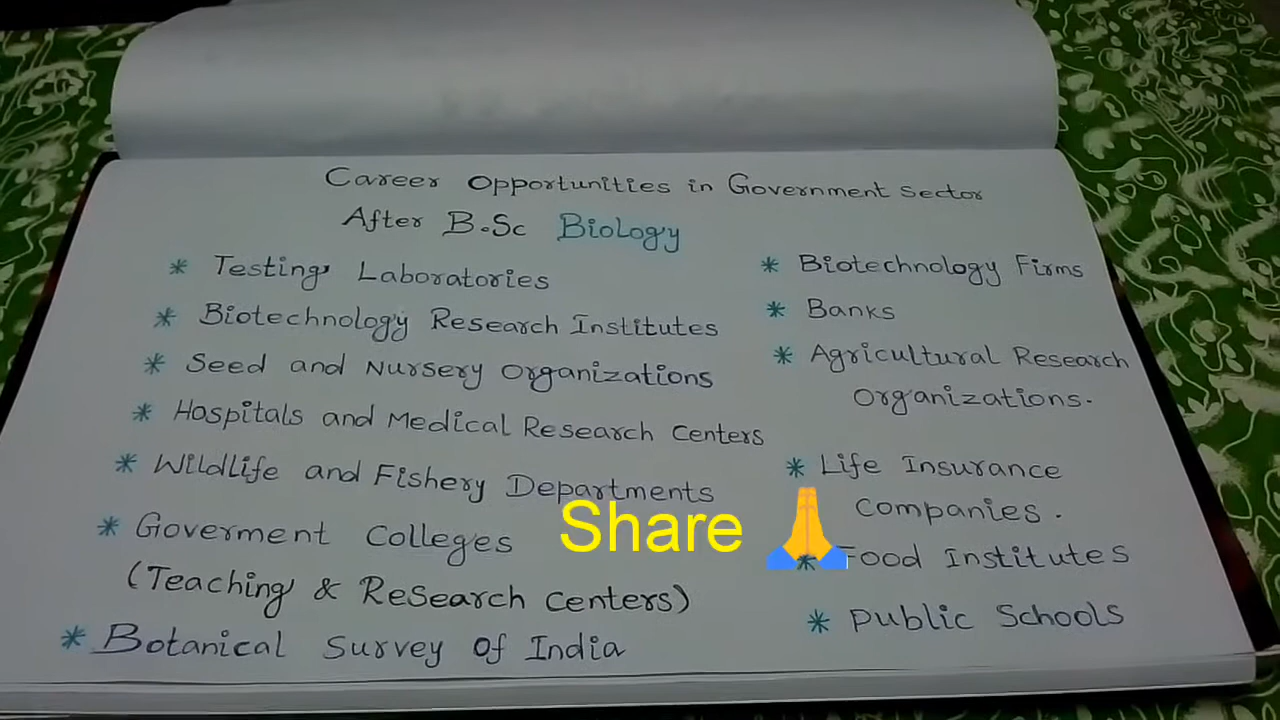 Career Opportunities in Government Sector
After B.Sc Biology
* Testing Laboratories
* Biotechnology Research Institutes
* Seed and Nursery Organizations
* Hospitals and Medical Research Centers
* Wildlife and Fishery Departments
* Goverment Colleges
(Teaching & Research Centers)
* Botanical Survey of India
* Biotechnology Firms
* Banks
* Agricultural Research
Organizations.
* Life Insurance
Companies.
* Food Institutes
* Public Schools
Share 🙏